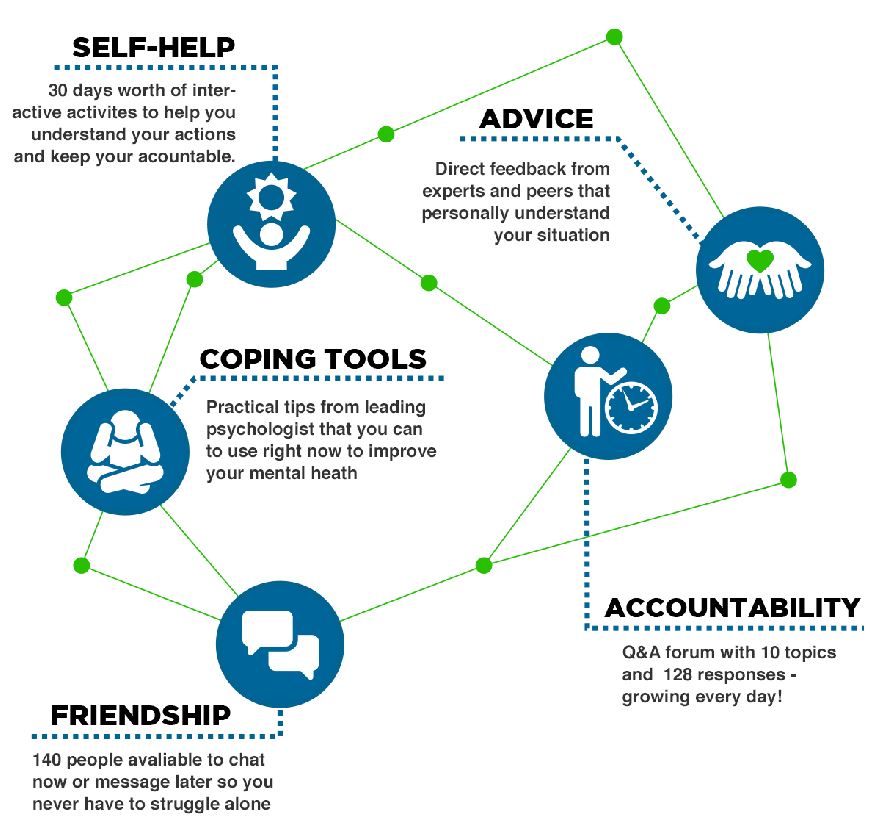 SELF-HELP
30 days worth of inter-
active activites to help you
understand your actions
and keep your acountable.
ADVICE
Direct feedback from
experts and peers that
personally understand
your situation
COPING TOOLS
Practical tips from leading
psychologist that you can
to use right now to improve
your mental heath
ACCOUNTABILITY
Q&A forum with 10 topics
and 128 responses -
growing every day!
FRIENDSHIP
140 people avaliable to chat
now or message later so you
never have to struggle alone